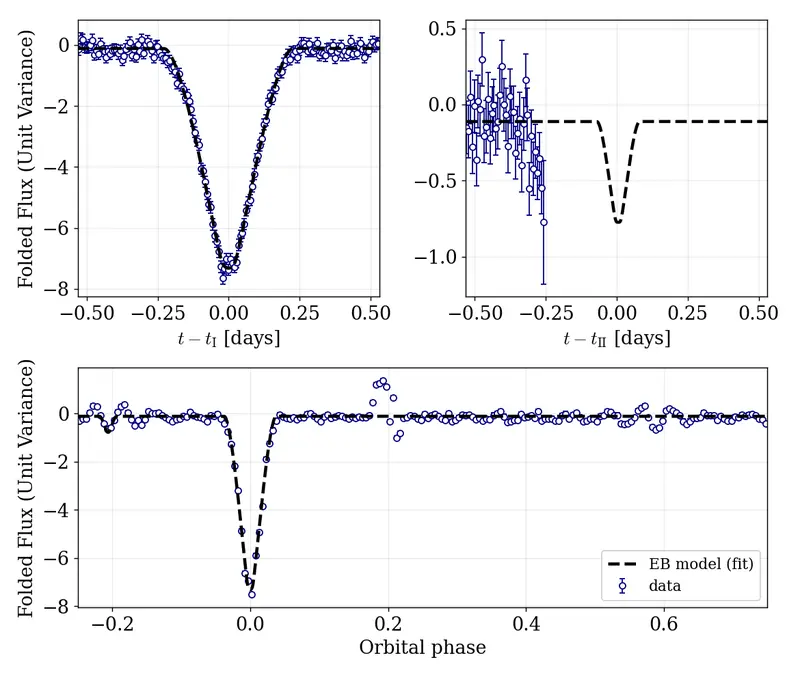 Folded Flux (Unit Variance)
0
−2
−4
−6
−8
−0.50 −0.25 0.00 0.25 0.50
t − tI [days]
0.5
0.0
−0.5
−1.0
−0.50 −0.25 0.00 0.25 0.50
t − tII [days]
Folded Flux (Unit Variance)
0
−2
−4
−6
−8
−0.2 0.0 0.2 0.4 0.6
Orbital phase
EB model (fit)
data